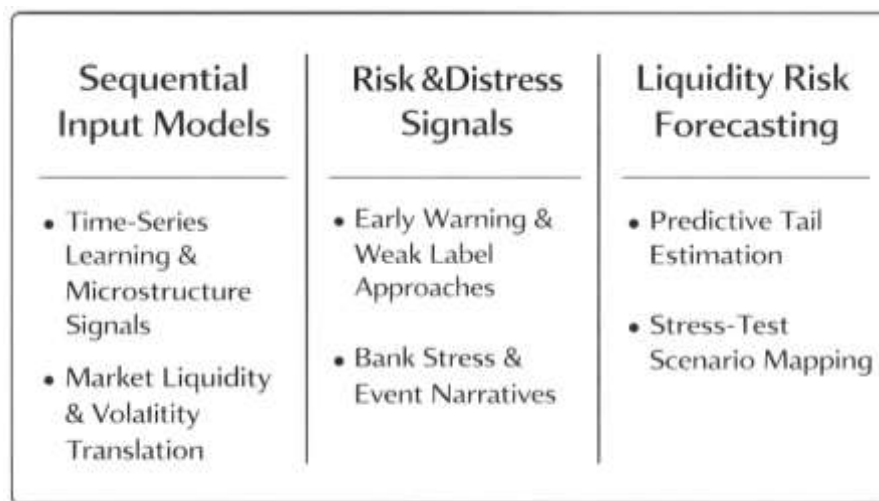 Sequential
Input Models
• Time-Series
Learning &
Microstructure
Signals
• Market Liquidity
& Volatitity
Translation
Risk &Distress
Signals
• Early Warning &
Weak Label
Approaches
• Bank Stress &
Event Narratives
Liquidity Risk
Forecasting
• Predictive Tail
Estimation
• Stress-Test
Scenario Mapping